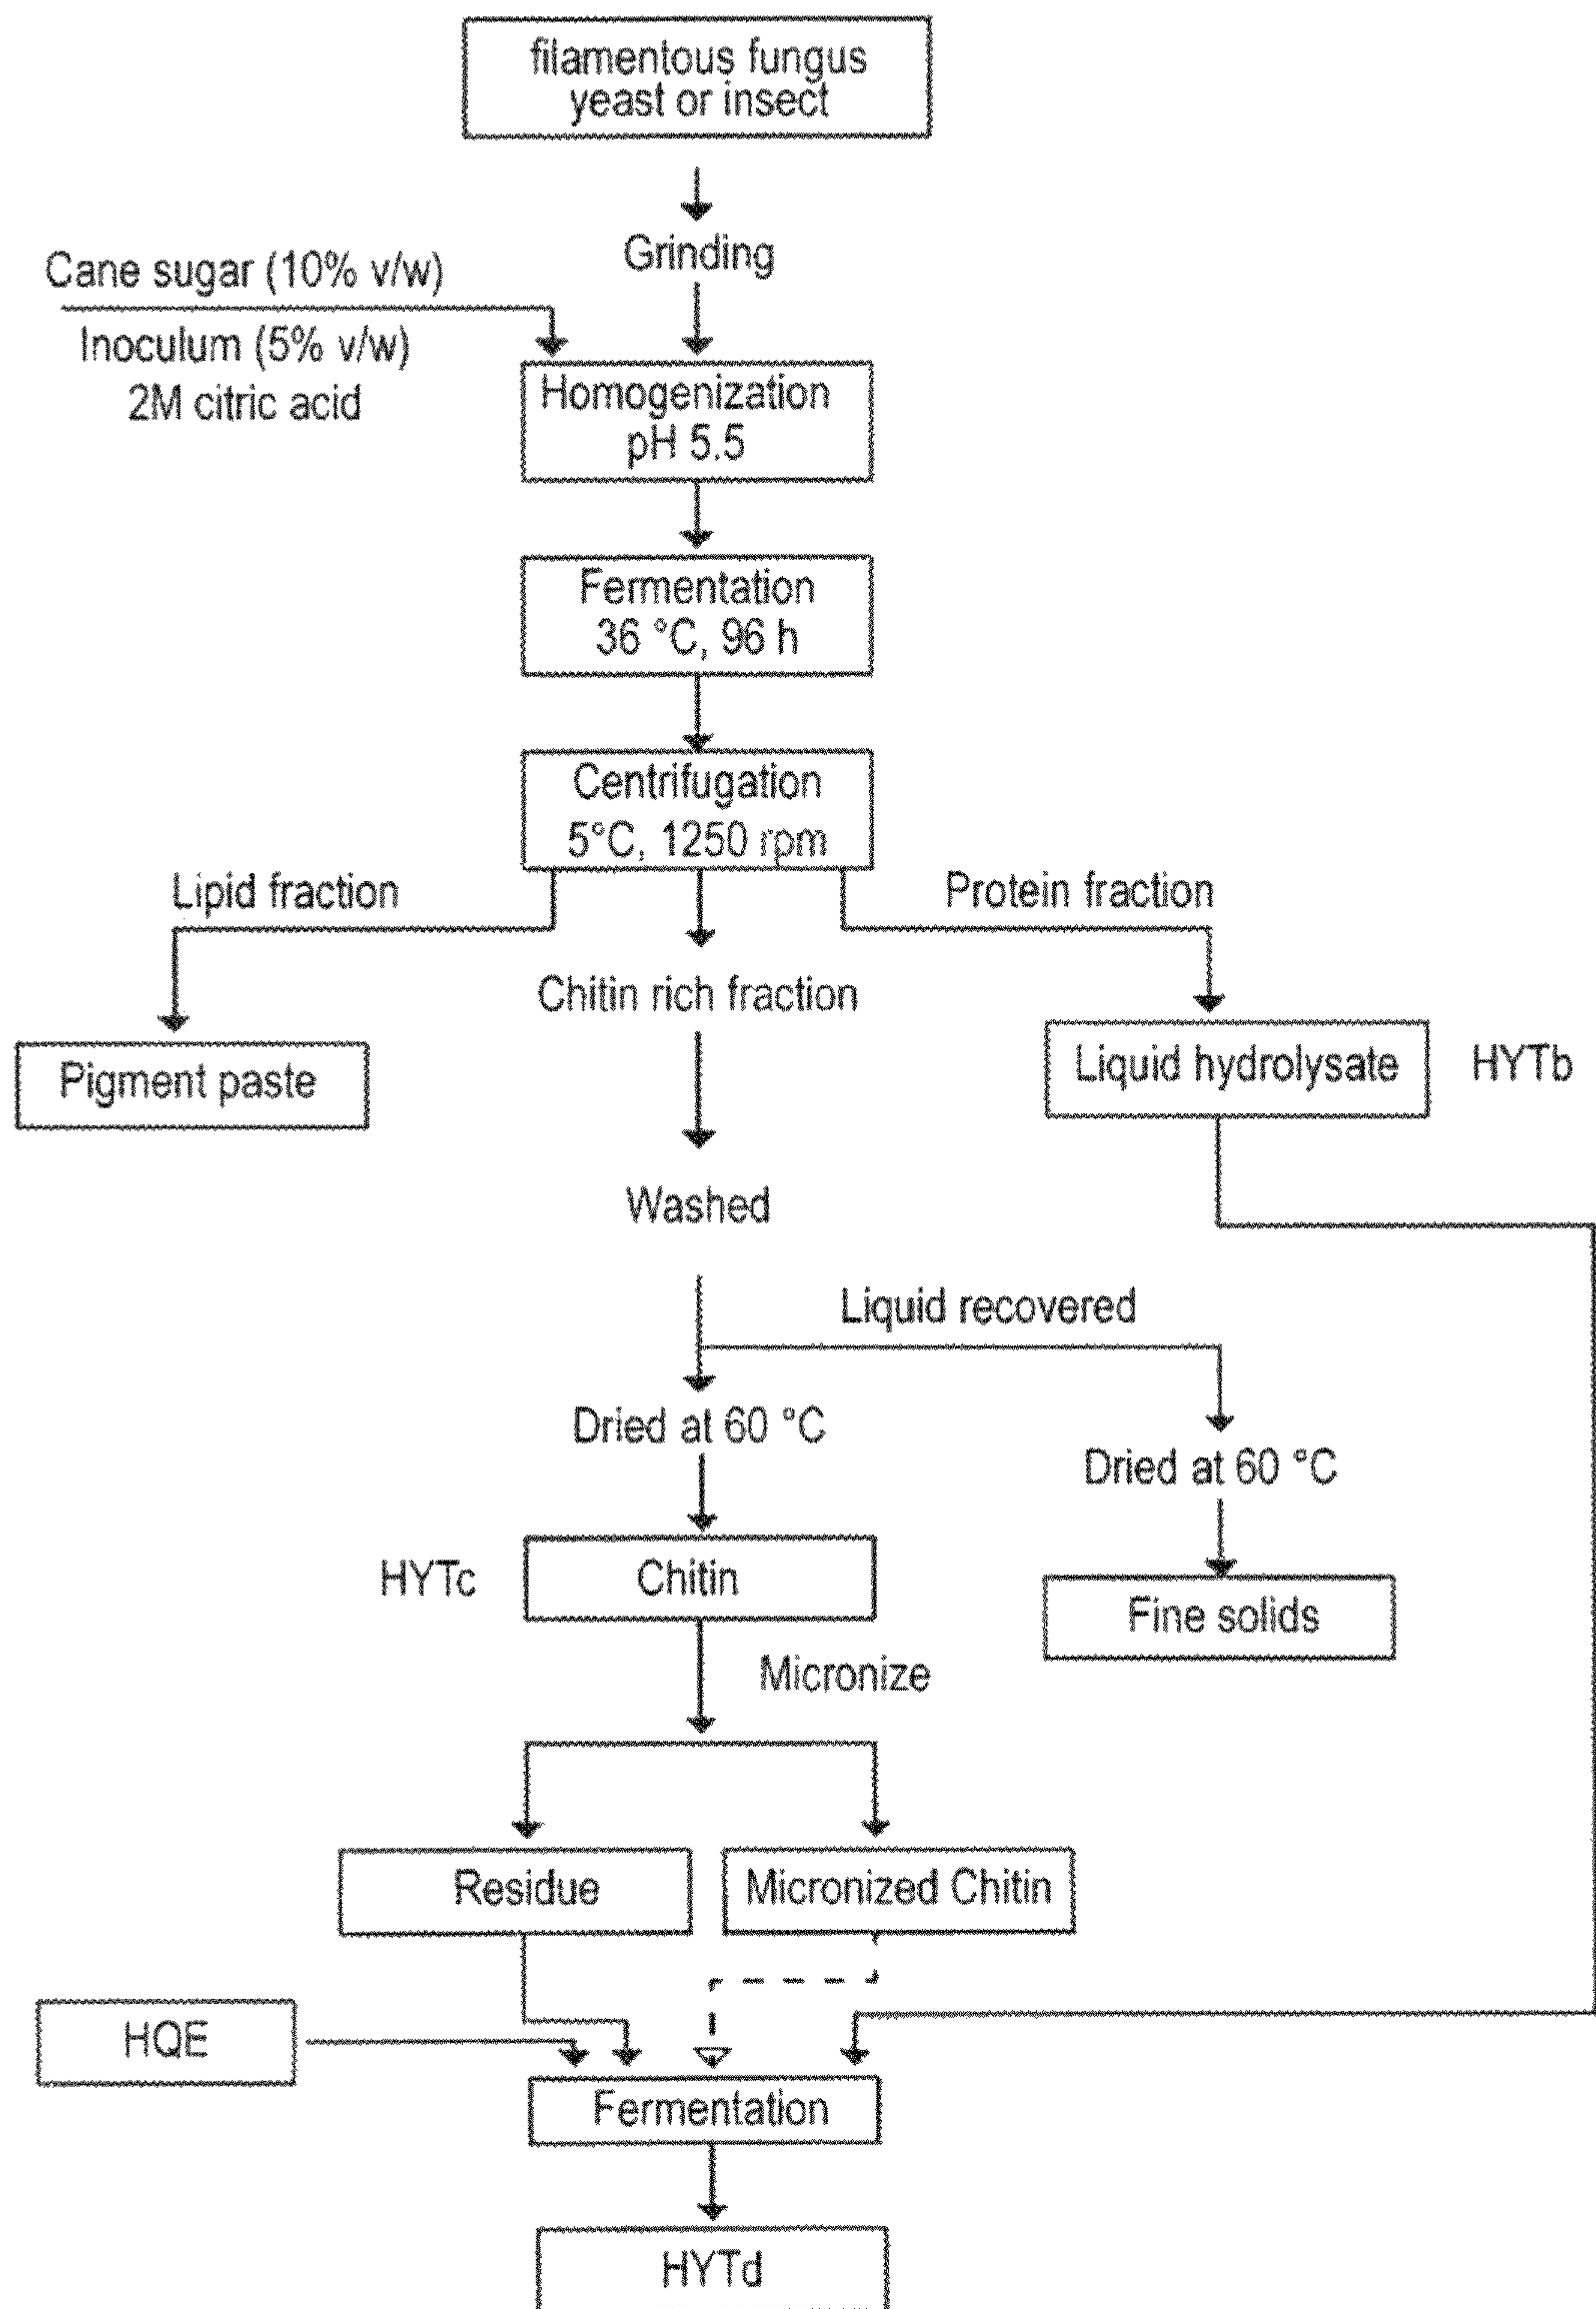 filamentous fungus
yeast or insect
Grinding
Cane sugar (10% v/w)
Inoculum (5% v/w)
2M citric acid
Homogenization
pH 5.5
Fermentation
36 °C, 96 h
Centrifugation
5°C, 1250 rpm
Lipid fraction
Protein fraction
Chitin rich fraction
Pigment paste
Liquid hydrolysate
HYTb
Washed
Liquid recovered
Dried at 60 °C
Dried at 60 °C
HYTc
Chitin
Fine solids
Micronize
Residue
Micronized Chitin
HQE
Fermentation
HYTd